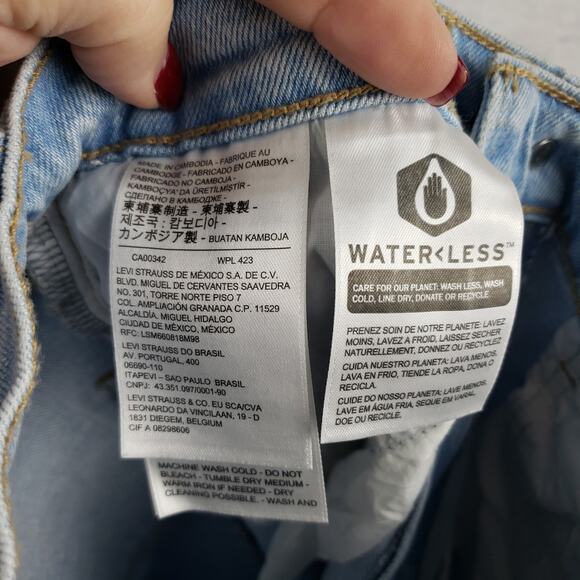 MADE IN CAMBODIA - FABRIQUE AU
CAMBODGE - FABRICADO EN CAMBOYA -
FABRICADO NO CAMBOJA -
KAMBOÇYA' DA ÜRETİLMİŞTİR -
СДЕЛАНО В КАМБОДЖЕ -
柬埔寨制造 - 柬埔寨製 -
제조국: 캄보디아 -
カンボジア製 - BUATAN KAMBOJA
CA00342 WPL 423
LEVI STRAUSS DE MÉXICO S.A. DE C.V.
BLVD. MIGUEL DE CERVANTES SAAVEDRA
NO. 301, TORRE NORTE PISO 7
COL. AMPLIACIÓN GRANADA C.P. 11529
ALCALDÍA. MIGUEL HIDALGO
CIUDAD DE MÉXICO, MÉXICO
RFC: LSM660818M98
LEVI STRAUSS DO BRASIL
AV. PORTUGAL, 400
06690-110
ITAPEVI – SAO PAULO BRASIL
CNPJ: 43.351.097/0001-90
LEVI STRAUSS & CO. EU SCA/CVA
LEONARDO DA VINCILAAN, 19 - D
1831 DIEGEM, BELGIUM
CIF A 08298606
MACHINE WASH COLD - DO NOT
BLEACH - TUMBLE DRY MEDIUM -
WARM IRON IF NEEDED - DRY
CLEANING POSSIBLE. - WASH AND
WATER<LESS™
CARE FOR OUR PLANET: WASH LESS, WASH
COLD, LINE DRY, DONATE OR RECYCLE.
PRENEZ SOIN DE NOTRE PLANETE: LAVEZ
MOINS, LAVEZ A FROID, LAISSEZ SECHER
NATURELLEMENT, DONNEZ OU RECYCLEZ
CUIDA NUESTRO PLANETA: LAVA MENOS,
LAVA EN FRIO, TIENDE LA ROPA, DONA O
RECICLA.
CUIDE DO NOSSO PLANETA: LAVE MENOS,
LAVE EM ÁGUA FRIA, SEQUE EM VARAL,
DOE OU RECICLE.